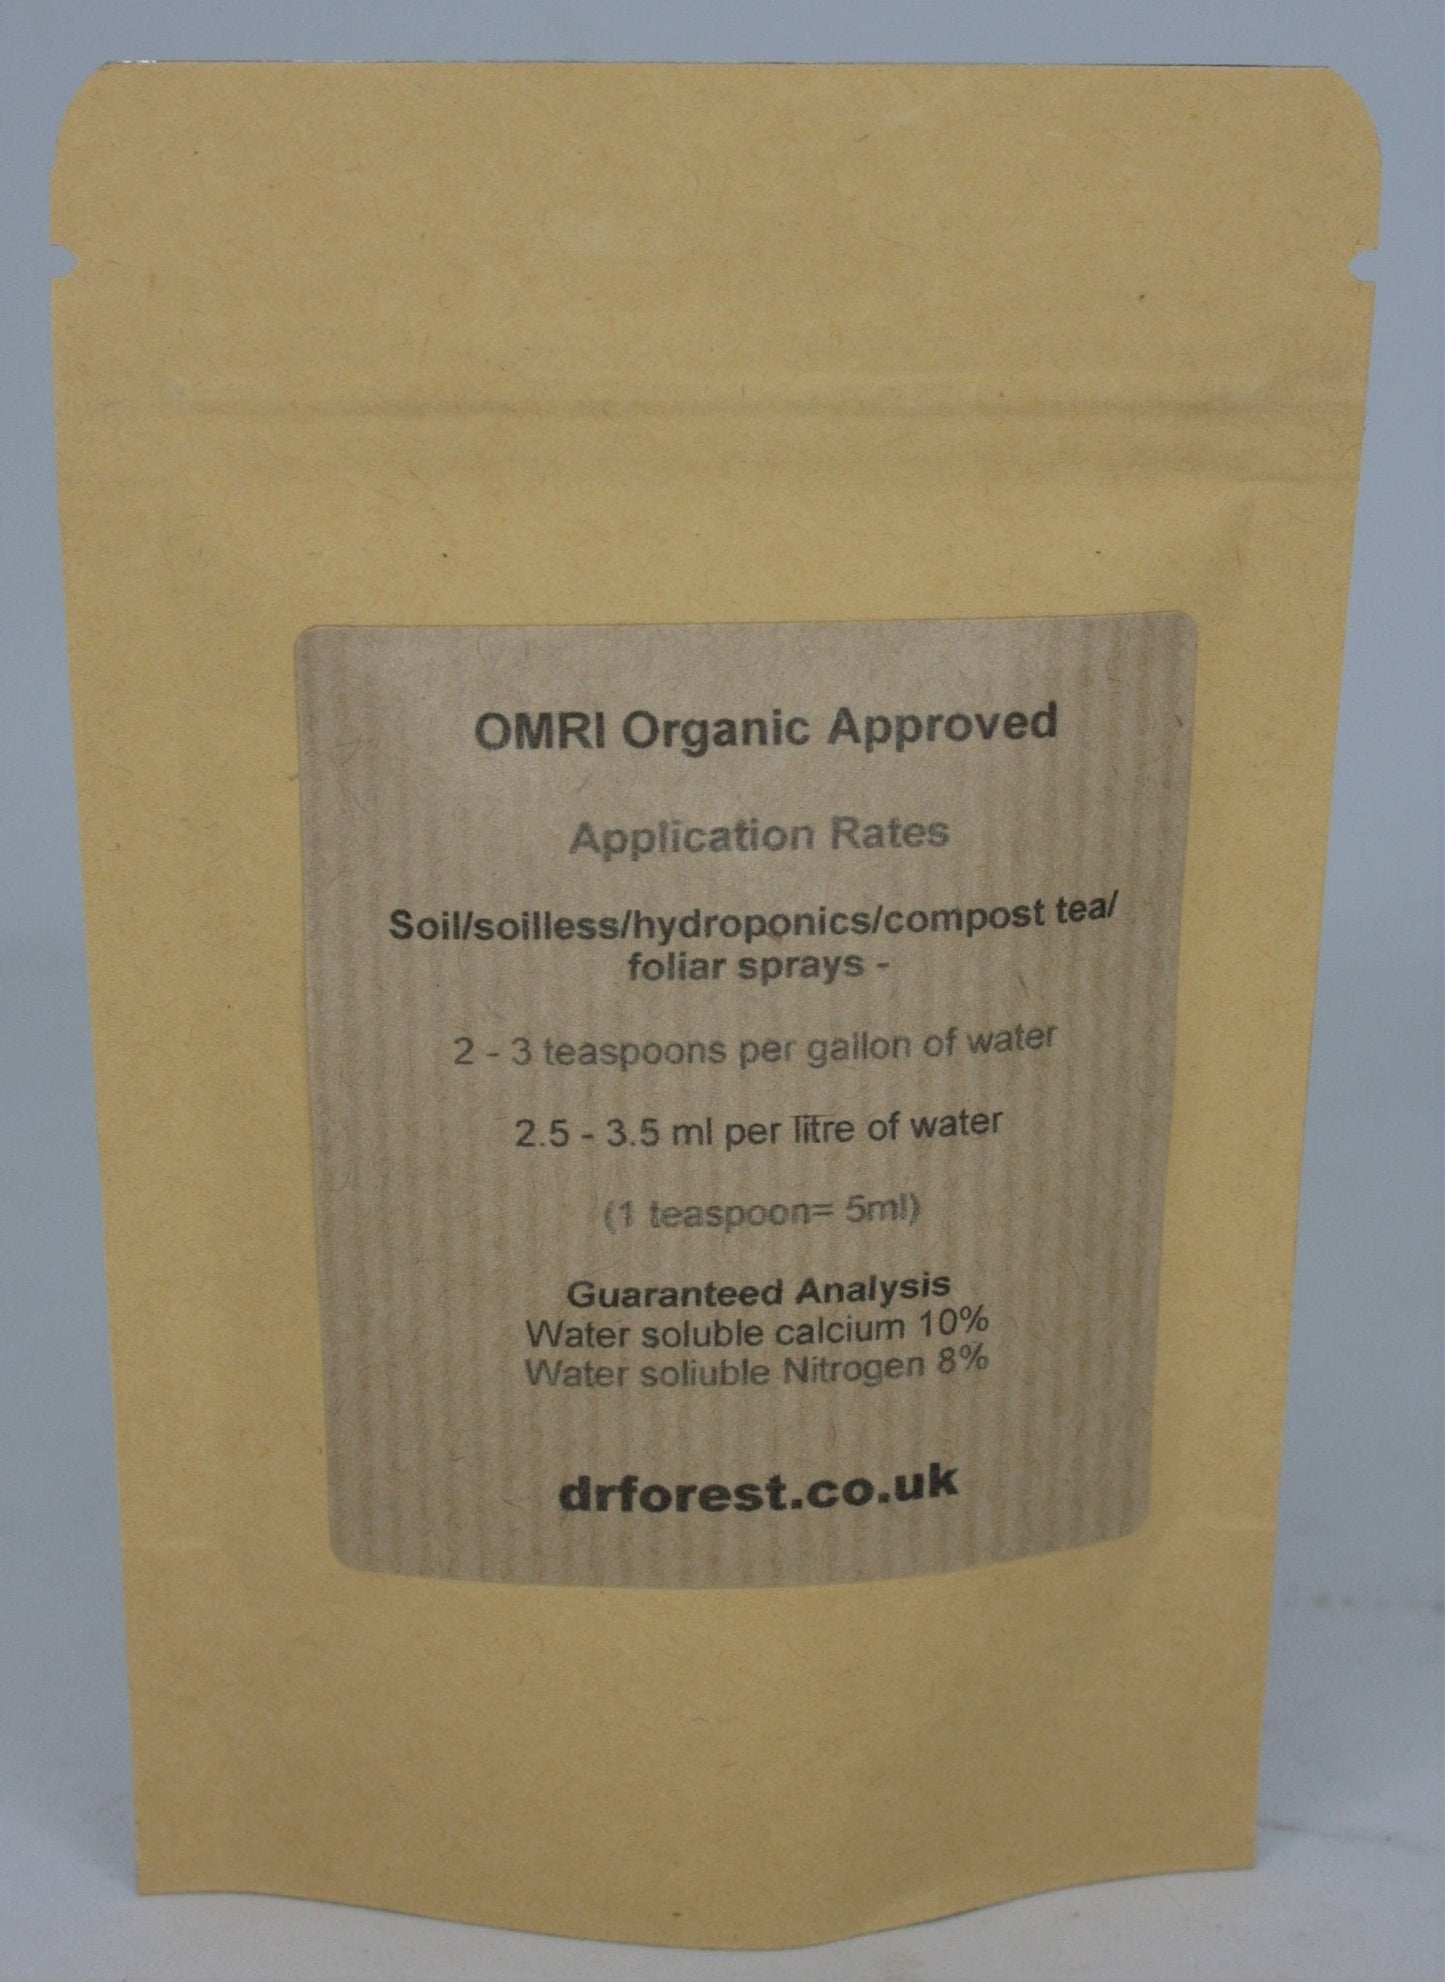 OMRI Organic Approved
Application Rates
Soil/soilless/hydroponics/compost tea/
foliar sprays -
2 - 3 teaspoons per gallon of water
2.5 - 3.5 ml per litre of water
(1 teaspoon= 5ml)
Guaranteed Analysis
Water soluble calcium 10%
Water soliuble Nitrogen 8%
drforest.co.uk